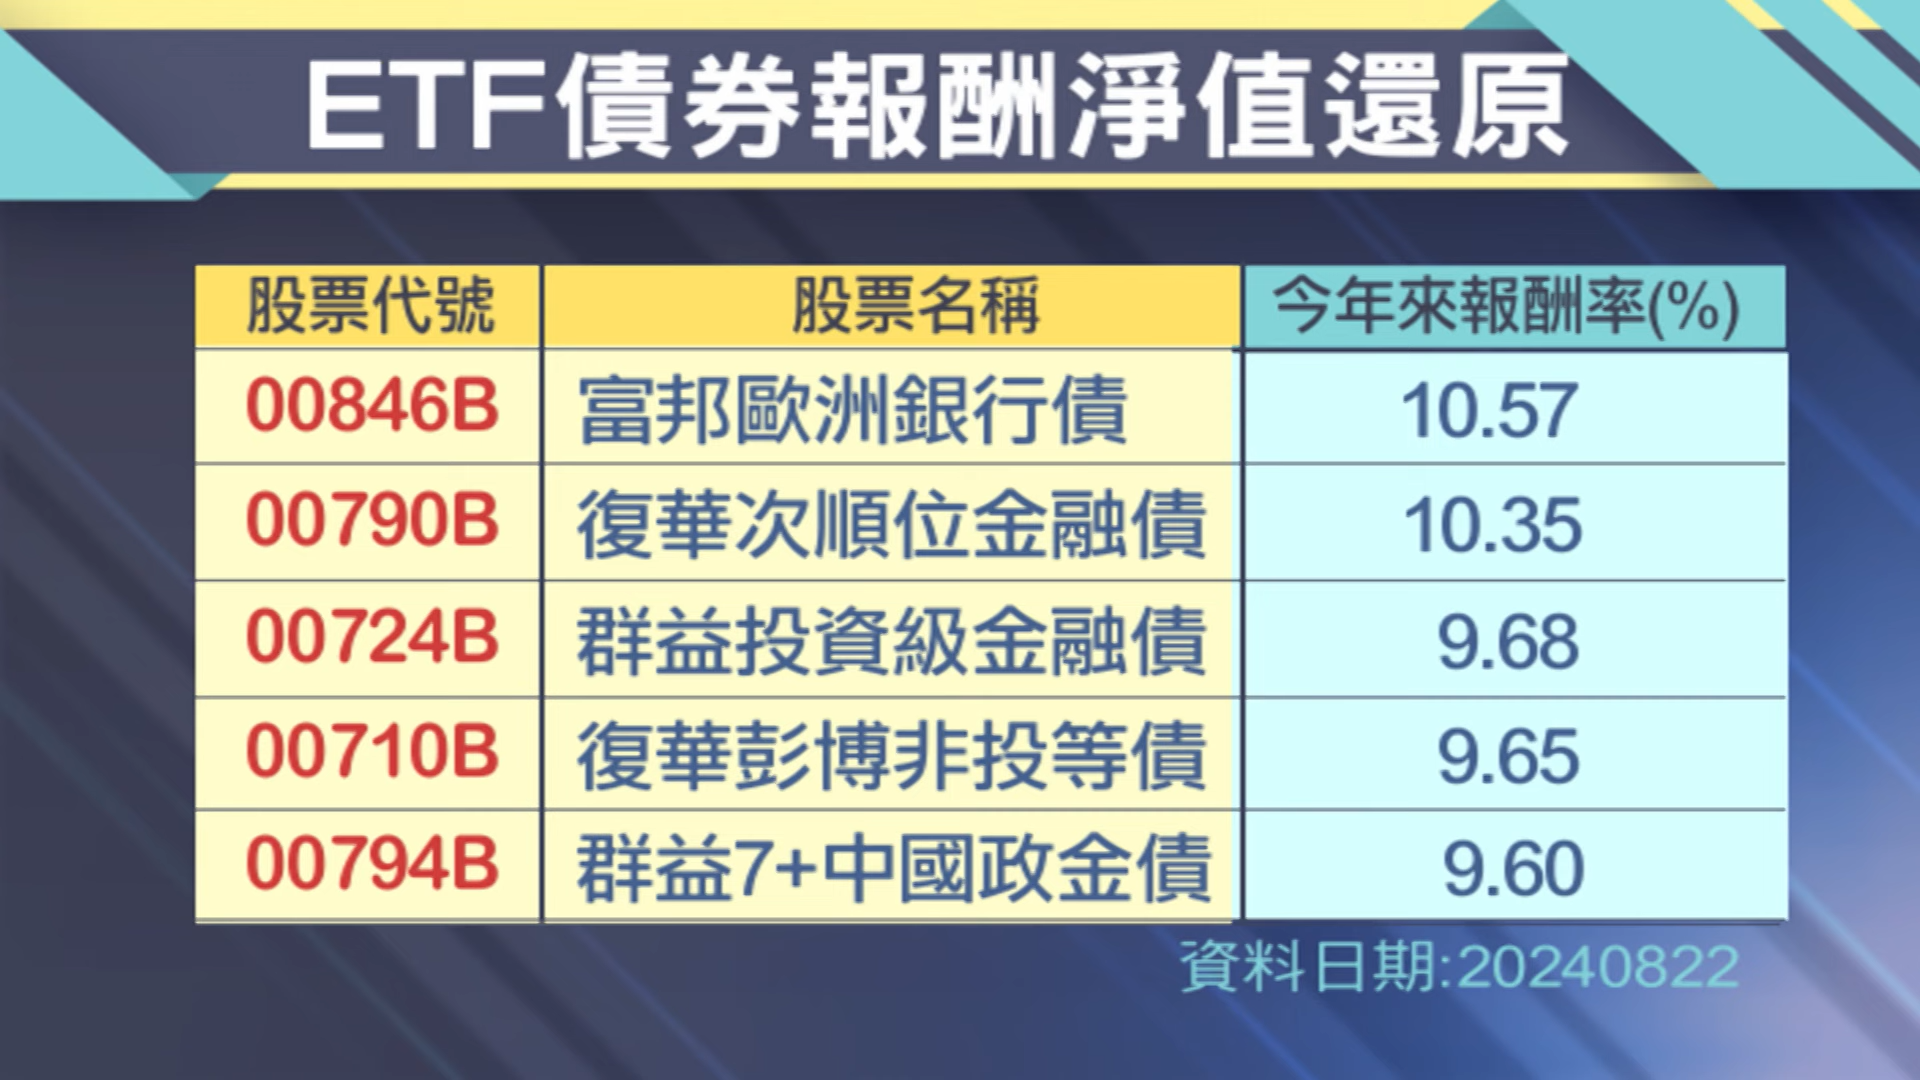 ETF債券報酬淨值還原
股票代號 股票名稱 今年來報酬率(%)
00846B 富邦歐洲銀行債 10.57
00790B 復華次順位金融債 10.35
00724B 群益投資級金融債 9.68
00710B 復華彭博非投等債 9.65
00794B 群益7+中國政金債 9.60
資料日期:20240822